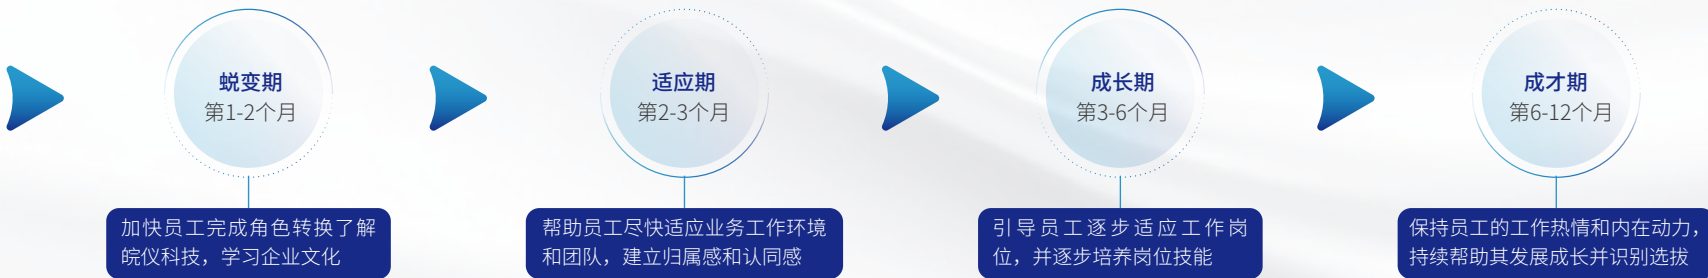 蜕变期
第1-2个月
加快员工完成角色转换了解
皖仪科技，学习企业文化
适应期
第2-3个月
帮助员工尽快适应业务工作环境
和团队，建立归属感和认同感
成长期
第3-6个月
引导员工逐步适应工作岗
位，并逐步培养岗位技能
成才期
第6-12个月
保持员工的工作热情和内在动力，
持续帮助其发展成长并识别选拔